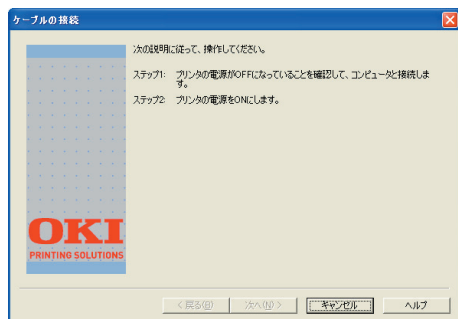 ケーブルの接続
次の説明に従って、操作してください。
ステップ1: プリンタの電源がOFFになっていることを確認して、コンピュータと接続しま
す。
ステップ2: プリンタの電源をONにします。
OKI
PRINTING SOLUTIONS
< 戻る(B) 次へ(N) > キャンセル ヘルプ